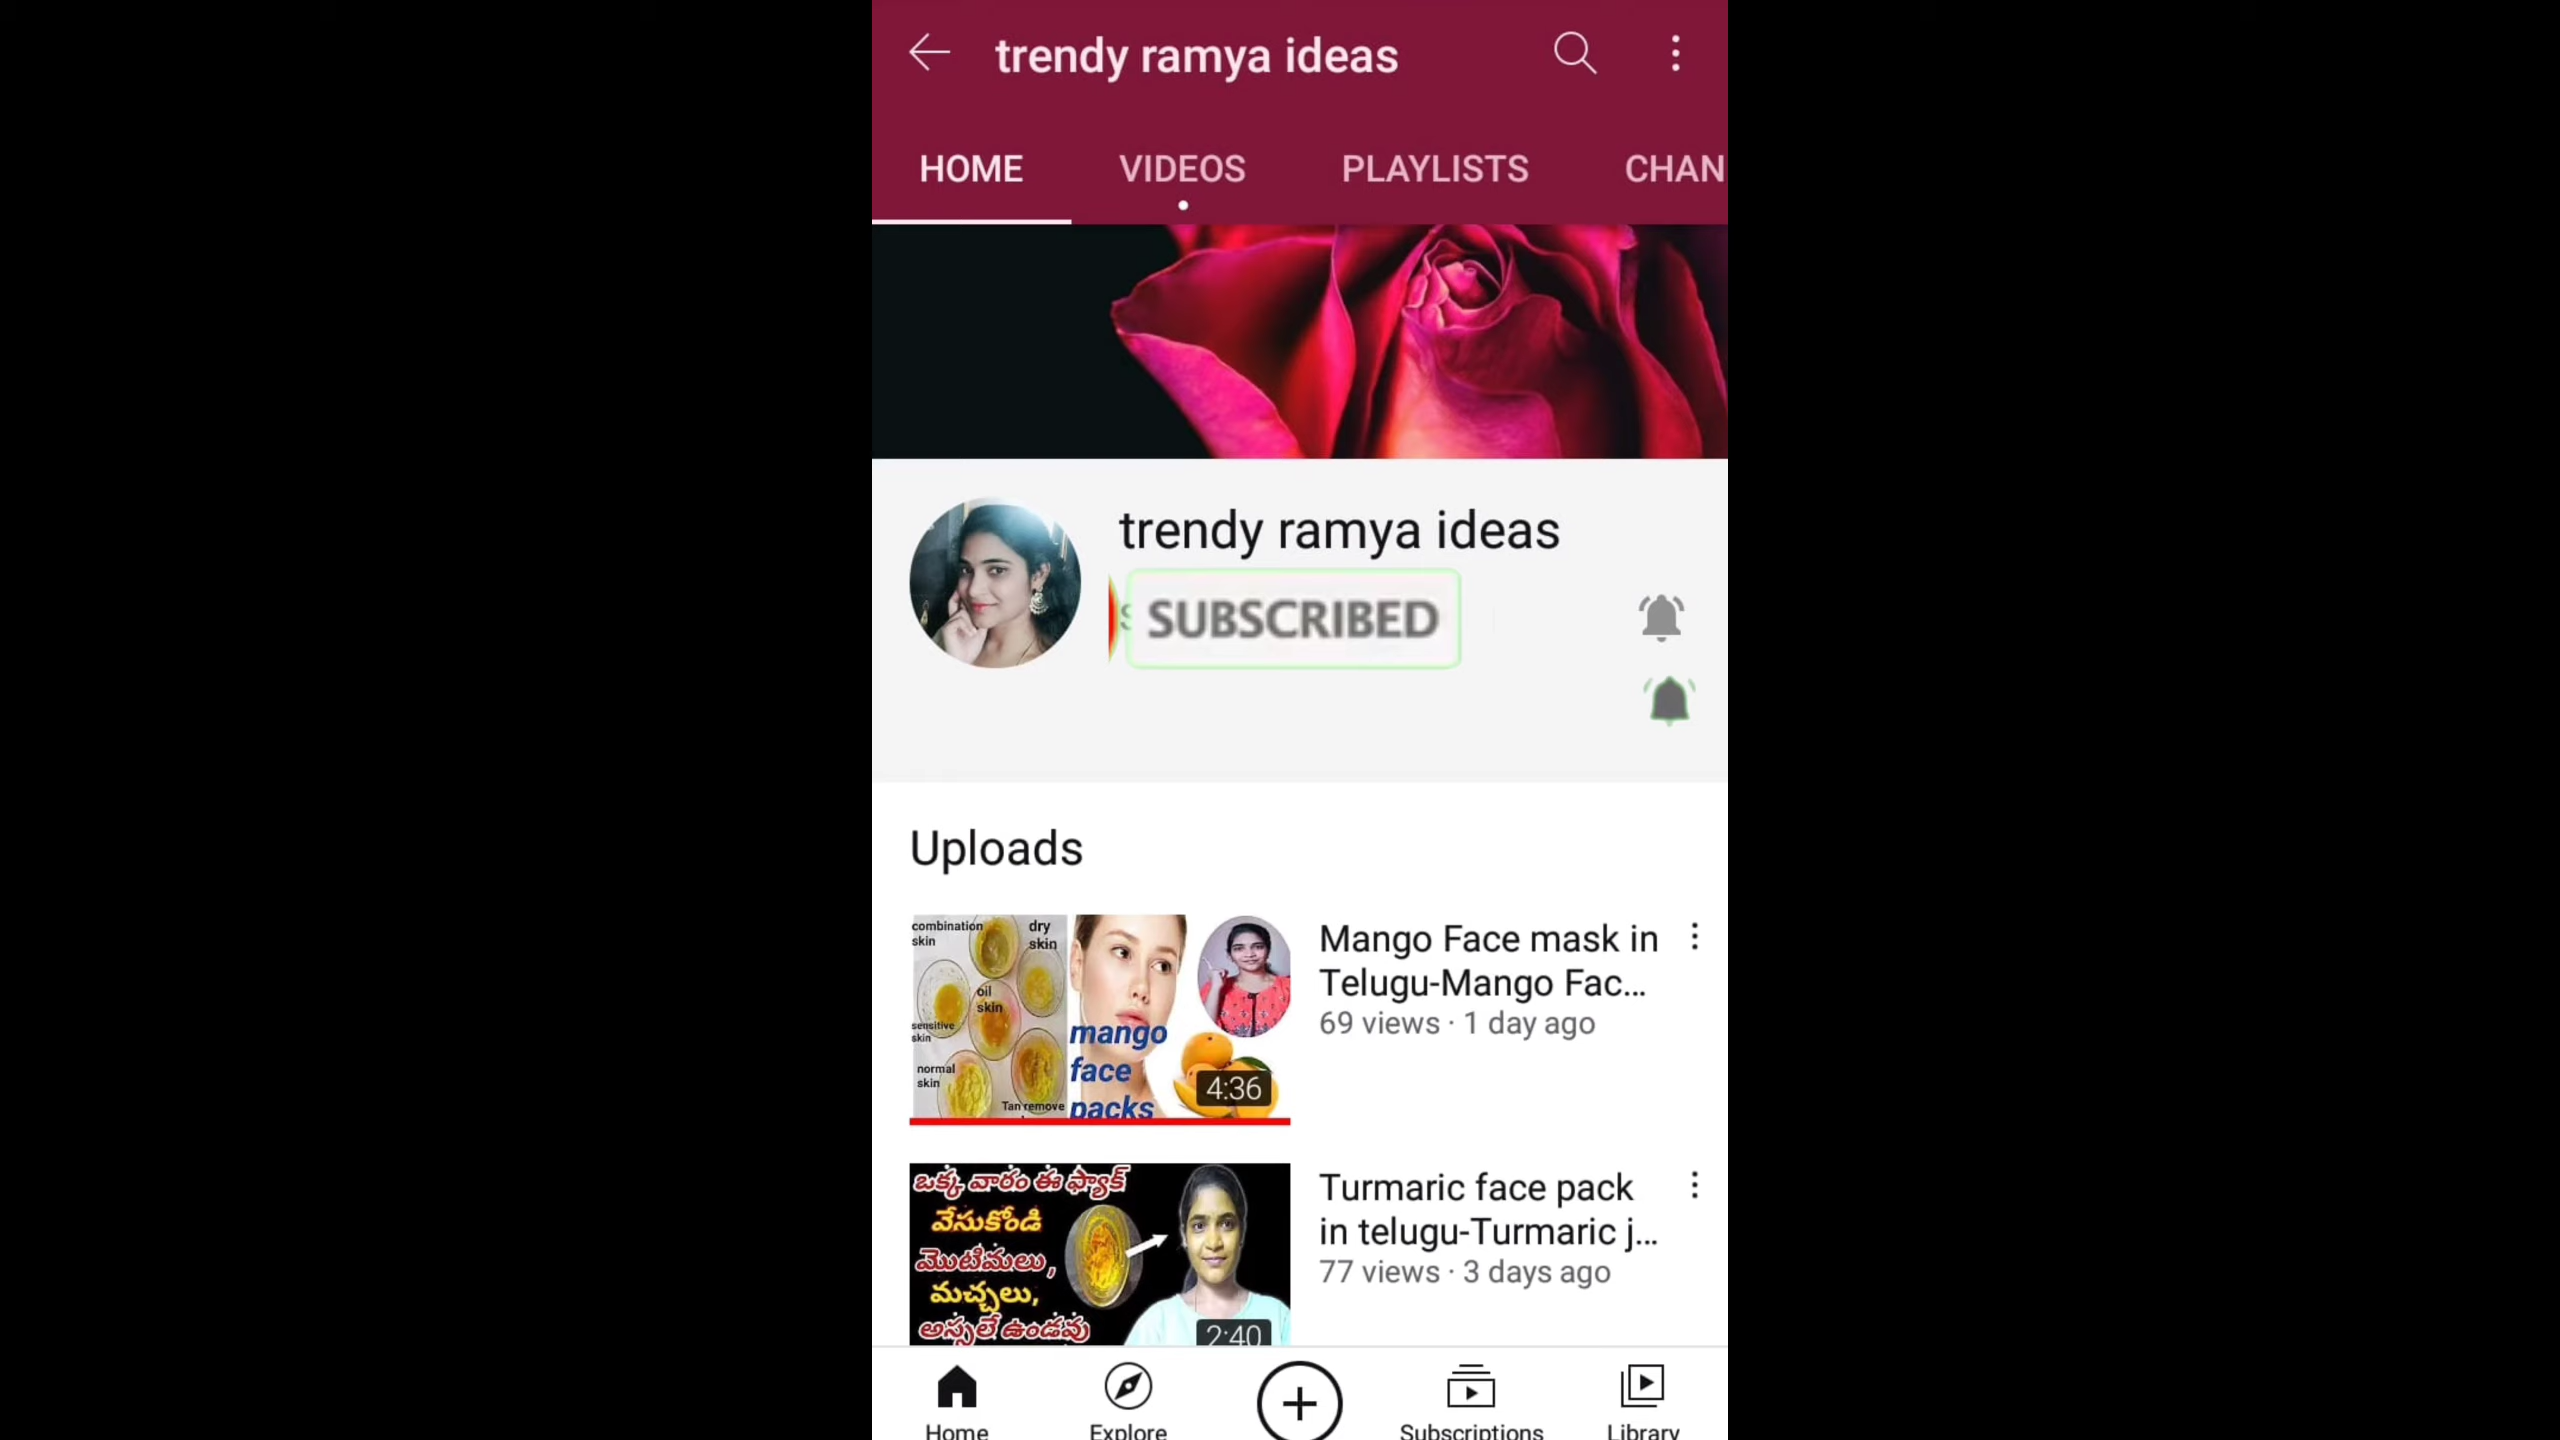 trendy ramya ideas
HOME
VIDEOS
PLAYLISTS
CHAN
trendy ramya ideas
S
SUBSCRIBED
Uploads
combination
skin
dry
skin
oil
skin
sensitive
skin
normal
skin
Tan remove
mango
face
packs
4:36
Mango Face mask in
Telugu-Mango Fac...
69 views · 1 day ago
ఒక్క వారం ఈ ఫ్యాక్
వేసుకోండి
మొటిమలు,
మచ్చలు,
అస్సలే ఉండవు
2:40
Turmaric face pack
in telugu-Turmaric j...
77 views · 3 days ago
Home
Explore
Subscriptions
Library